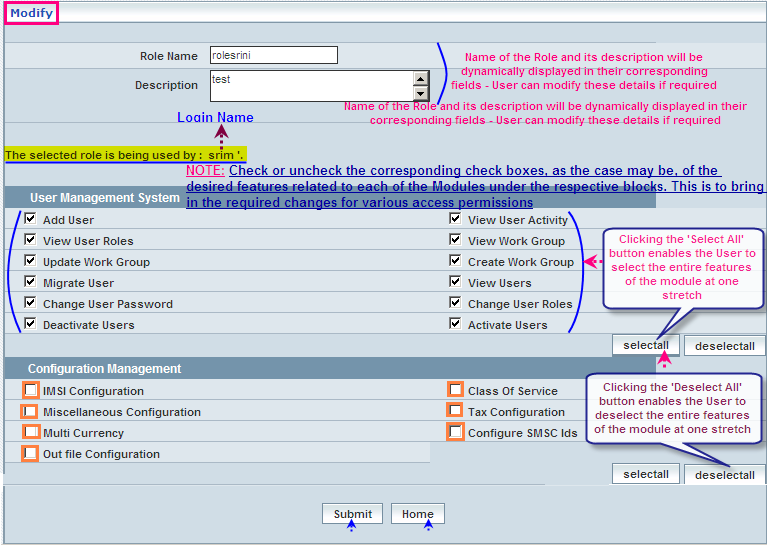 Modify
Role Name rolesrini
Description test
Name of the Role and its description will be
dynamically displayed in their corresponding
fields - User can modify these details if required
Name of the Role and its description will be dynamically displayed in their
corresponding fields - User can modify these details if required
Login Name
The selected role is being used by : srim '.
NOTE: Check or uncheck the corresponding check boxes, as the case may be, of the
desired features related to each of the Modules under the respective blocks. This is to bring
in the required changes for various access permissions
User Management System
Add User View User Activity
View User Roles View Work Group
Update Work Group Create Work Group
Migrate User View Users
Change User Password Change User Roles
Deactivate Users Activate Users
Clicking the 'Select All'
button enables the User to
select the entire features
of the module at one
stretch
selectall deselectall
Configuration Management
IMSI Configuration Class Of Service
Miscellaneous Configuration Tax Configuration
Multi Currency Configure SMSC Ids
Out file Configuration
Clicking the 'Deselect All'
button enables the User to
deselect the entire features
of the module at one stretch
selectall deselectall
Submit Home